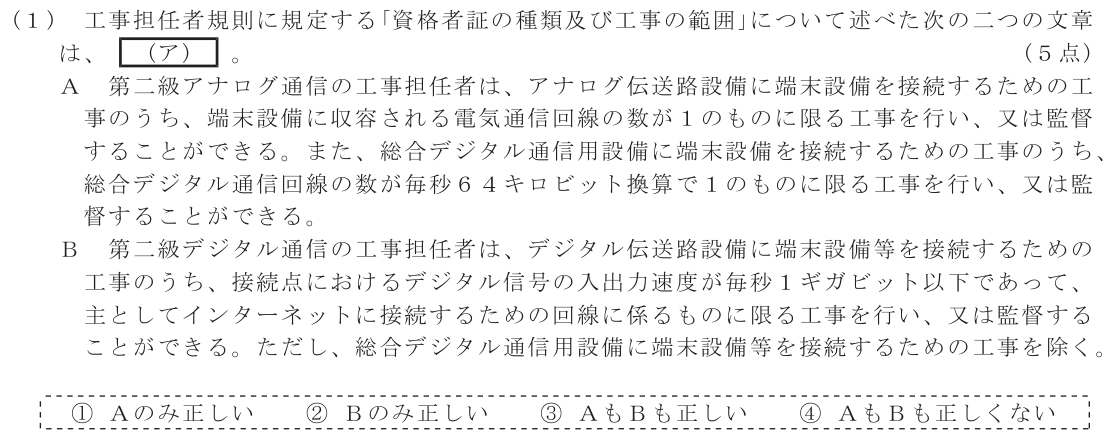 (1) 工事担任者規則に規定する｢資格者証の種類及び工事の範囲｣について述べた次の二つの文章
は、 (ア) 。 (5点)
A 第二級アナログ通信の工事担任者は、アナログ伝送路設備に端末設備を接続するための工
事のうち、端末設備に収容される電気通信回線の数が1のものに限る工事を行い、又は監督
することができる。また、総合デジタル通信用設備に端末設備を接続するための工事のうち、
総合デジタル通信回線の数が毎秒64キロビット換算で1のものに限る工事を行い、又は監
督することができる。
B 第二級デジタル通信の工事担任者は、デジタル伝送路設備に端末設備等を接続するための
工事のうち、接続点におけるデジタル信号の入出力速度が毎秒1ギガビット以下であって、
主としてインターネットに接続するための回線に係るものに限る工事を行い、又は監督する
ことができる。ただし、総合デジタル通信用設備に端末設備等を接続するための工事を除く。
① Aのみ正しい ② Bのみ正しい ③ AもBも正しい ④ AもBも正しくない